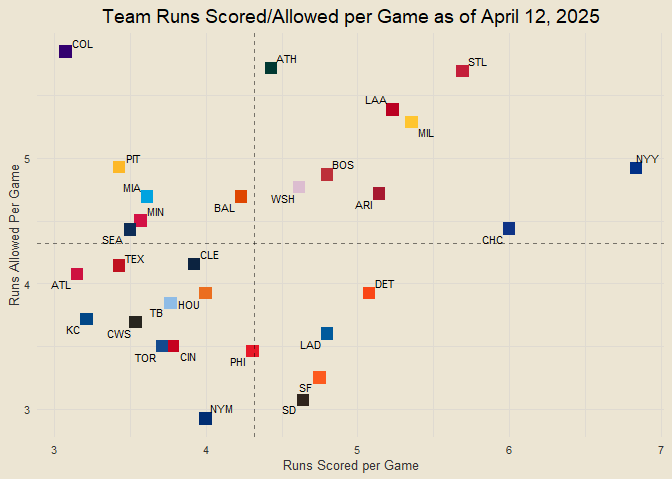 Team Runs Scored/Allowed per Game as of April 12, 2025
COL
ATH
STL
LAA
MIL
NYY
PIT
BOS
MIA
WSH
BAL
ARI
MIN
SEA
CHC
CLE
TEX
ATL
DET
TB
HOU
KC
CWS
LAD
TOR
CIN
PHI
SF
SD
NYM
5
4
3
3
4
5
6
7
Runs Allowed Per Game
Runs Scored per Game